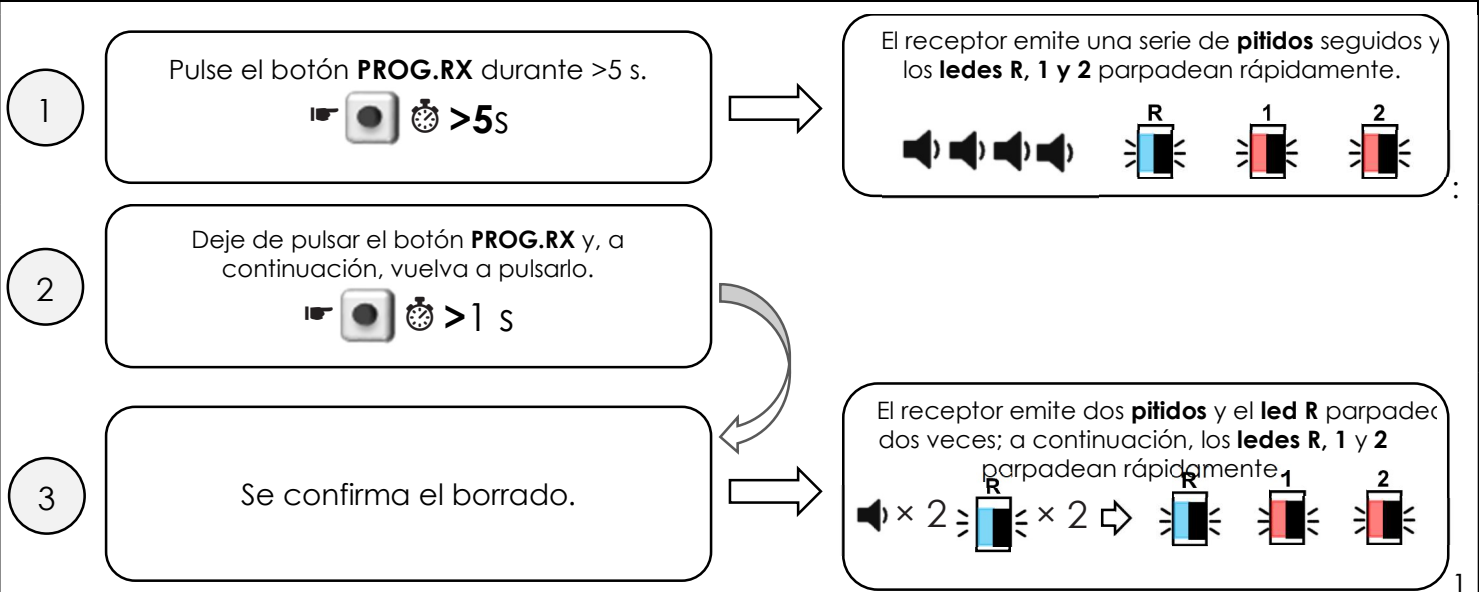 1
Pulse el botón PROG.RX durante >5 s.
>5s
El receptor emite una serie de pitidos seguidos y
los ledes R, 1 y 2 parpadean rápidamente.
R 1 2
:
2
Deje de pulsar el botón PROG.RX y, a
continuación, vuelva a pulsarlo.
>1 s
3
Se confirma el borrado.
El receptor emite dos pitidos y el led R parpadea
dos veces; a continuación, los ledes R, 1 y 2
parpadean rápidamente.
R R 1 2
× 2 × 2
1